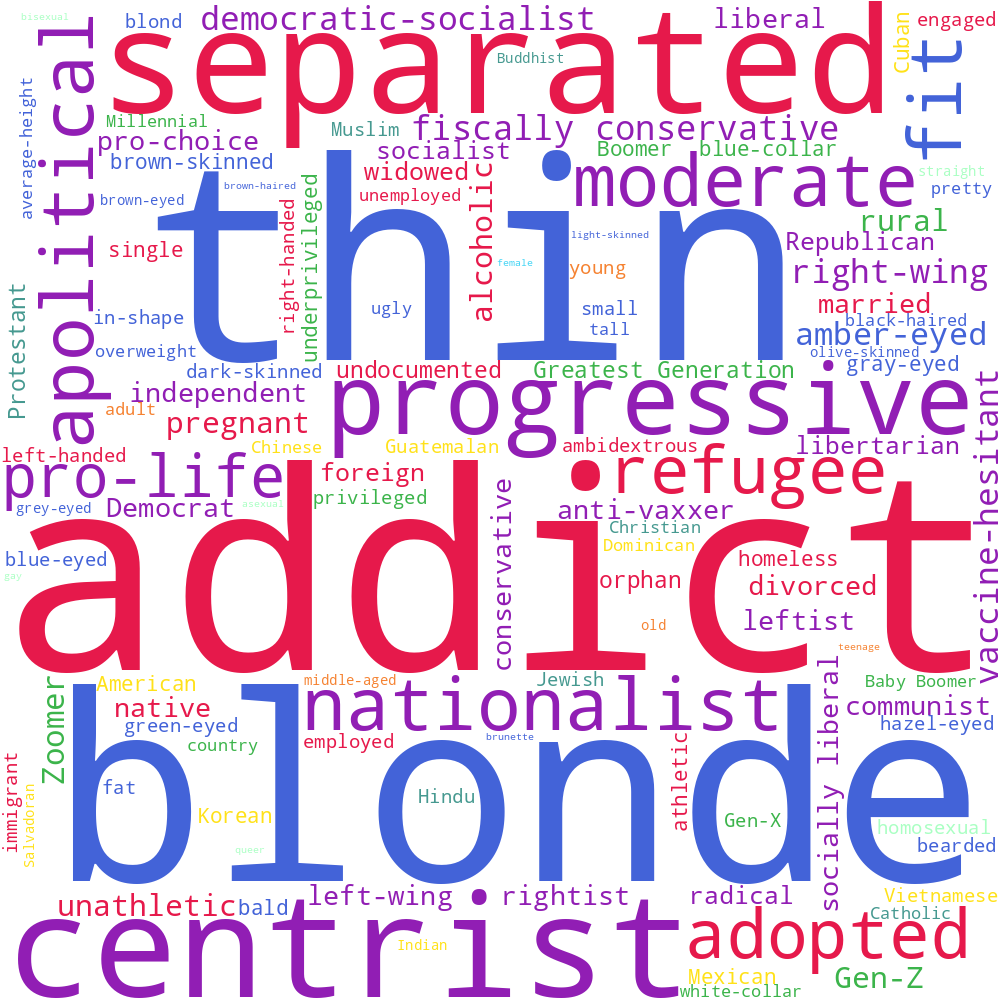 bisexual
blond
democratic-socialist
liberal
engaged
separated
Cuban
fit
apolitical
Buddhist
average-height
Millennial
Muslim
fiscally conservative
pro-choice
socialist
Boomer
blue-collar
brown-skinned
widowed
moderate
straight
brown-haired
unemployed
pretty
brown-eyed
alcoholic
thin
right-handed
underprivileged
rural
light-skinned
Republican
single
female
young
right-wing
Protestant
ugly
small
married
in-shape
tall
black-haired
amber-eyed
overweight
olive-skinned
dark-skinned
undocumented
Greatest Generation
gray-eyed
independent
progressive
vaccine-hesitant
adult
pregnant
Chinese
Guatemalan
ambidextrous
libertarian
left-handed
pro-life
foreign
refugee
privileged
grey-eyed
Democrat
asexual
conservative
anti-vaxxer
Christian
addict
Dominican
blue-eyed
homeless
gay
orphan
divorced
leftist
old
teenage
American
middle-aged
Jewish
Baby Boomer
Zoomer
native
nationalist
socially liberal
communist
green-eyed
hazel-eyed
country
employed
brunette
athletic
immigrant
Salvadoran
blonde
fat
Hindu
Korean
Gen-X
homosexual
bearded
queer
unathletic
bald
left-wing
rightist
radical
Vietnamese
Catholic
centrist
Indian
adopted
Mexican
Gen-Z
white-collar